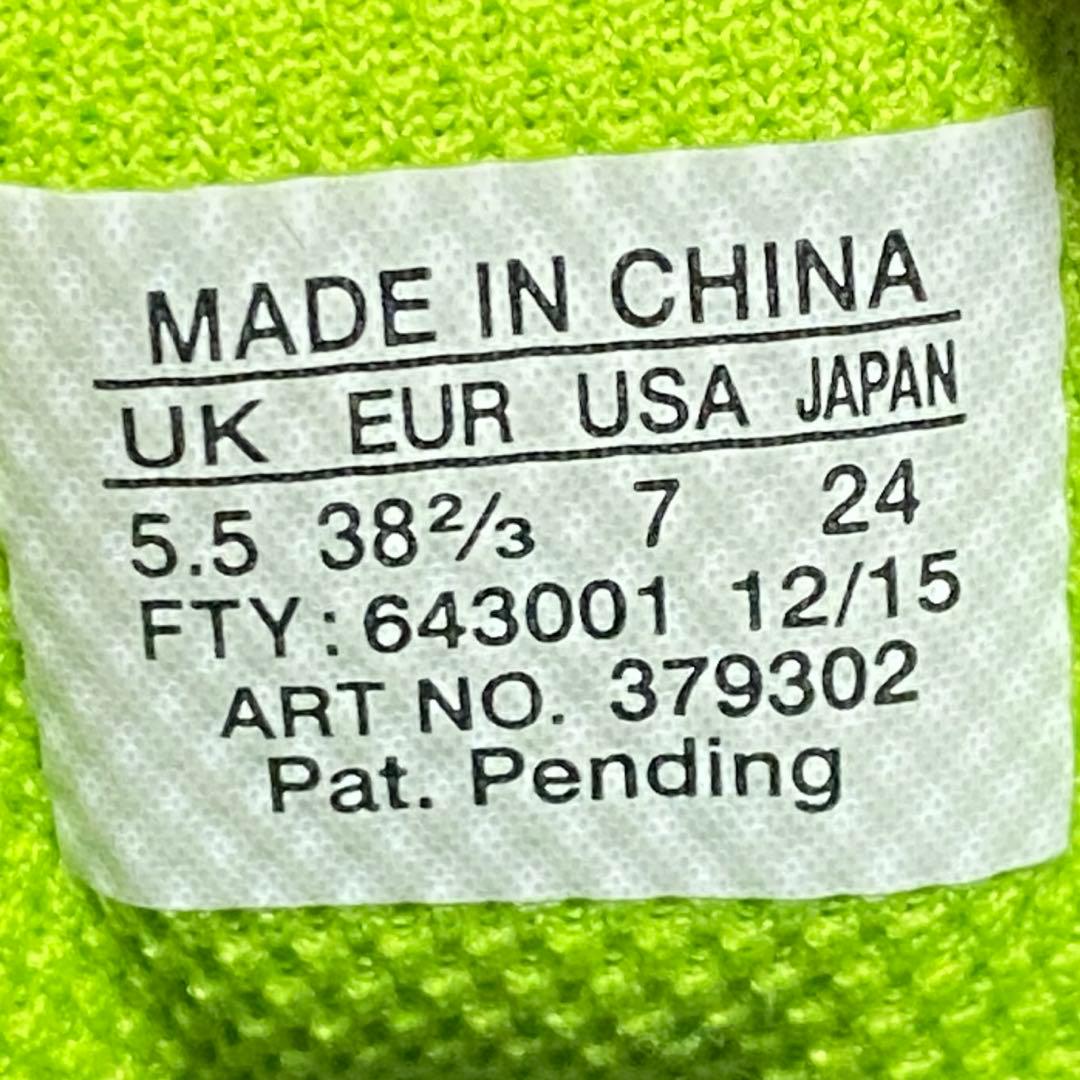 MADE IN CHINA
UK EUR USA JAPAN
5.5 38⅔ 7 24
FTY: 643001 12/15
ART NO. 379302
Pat. Pending